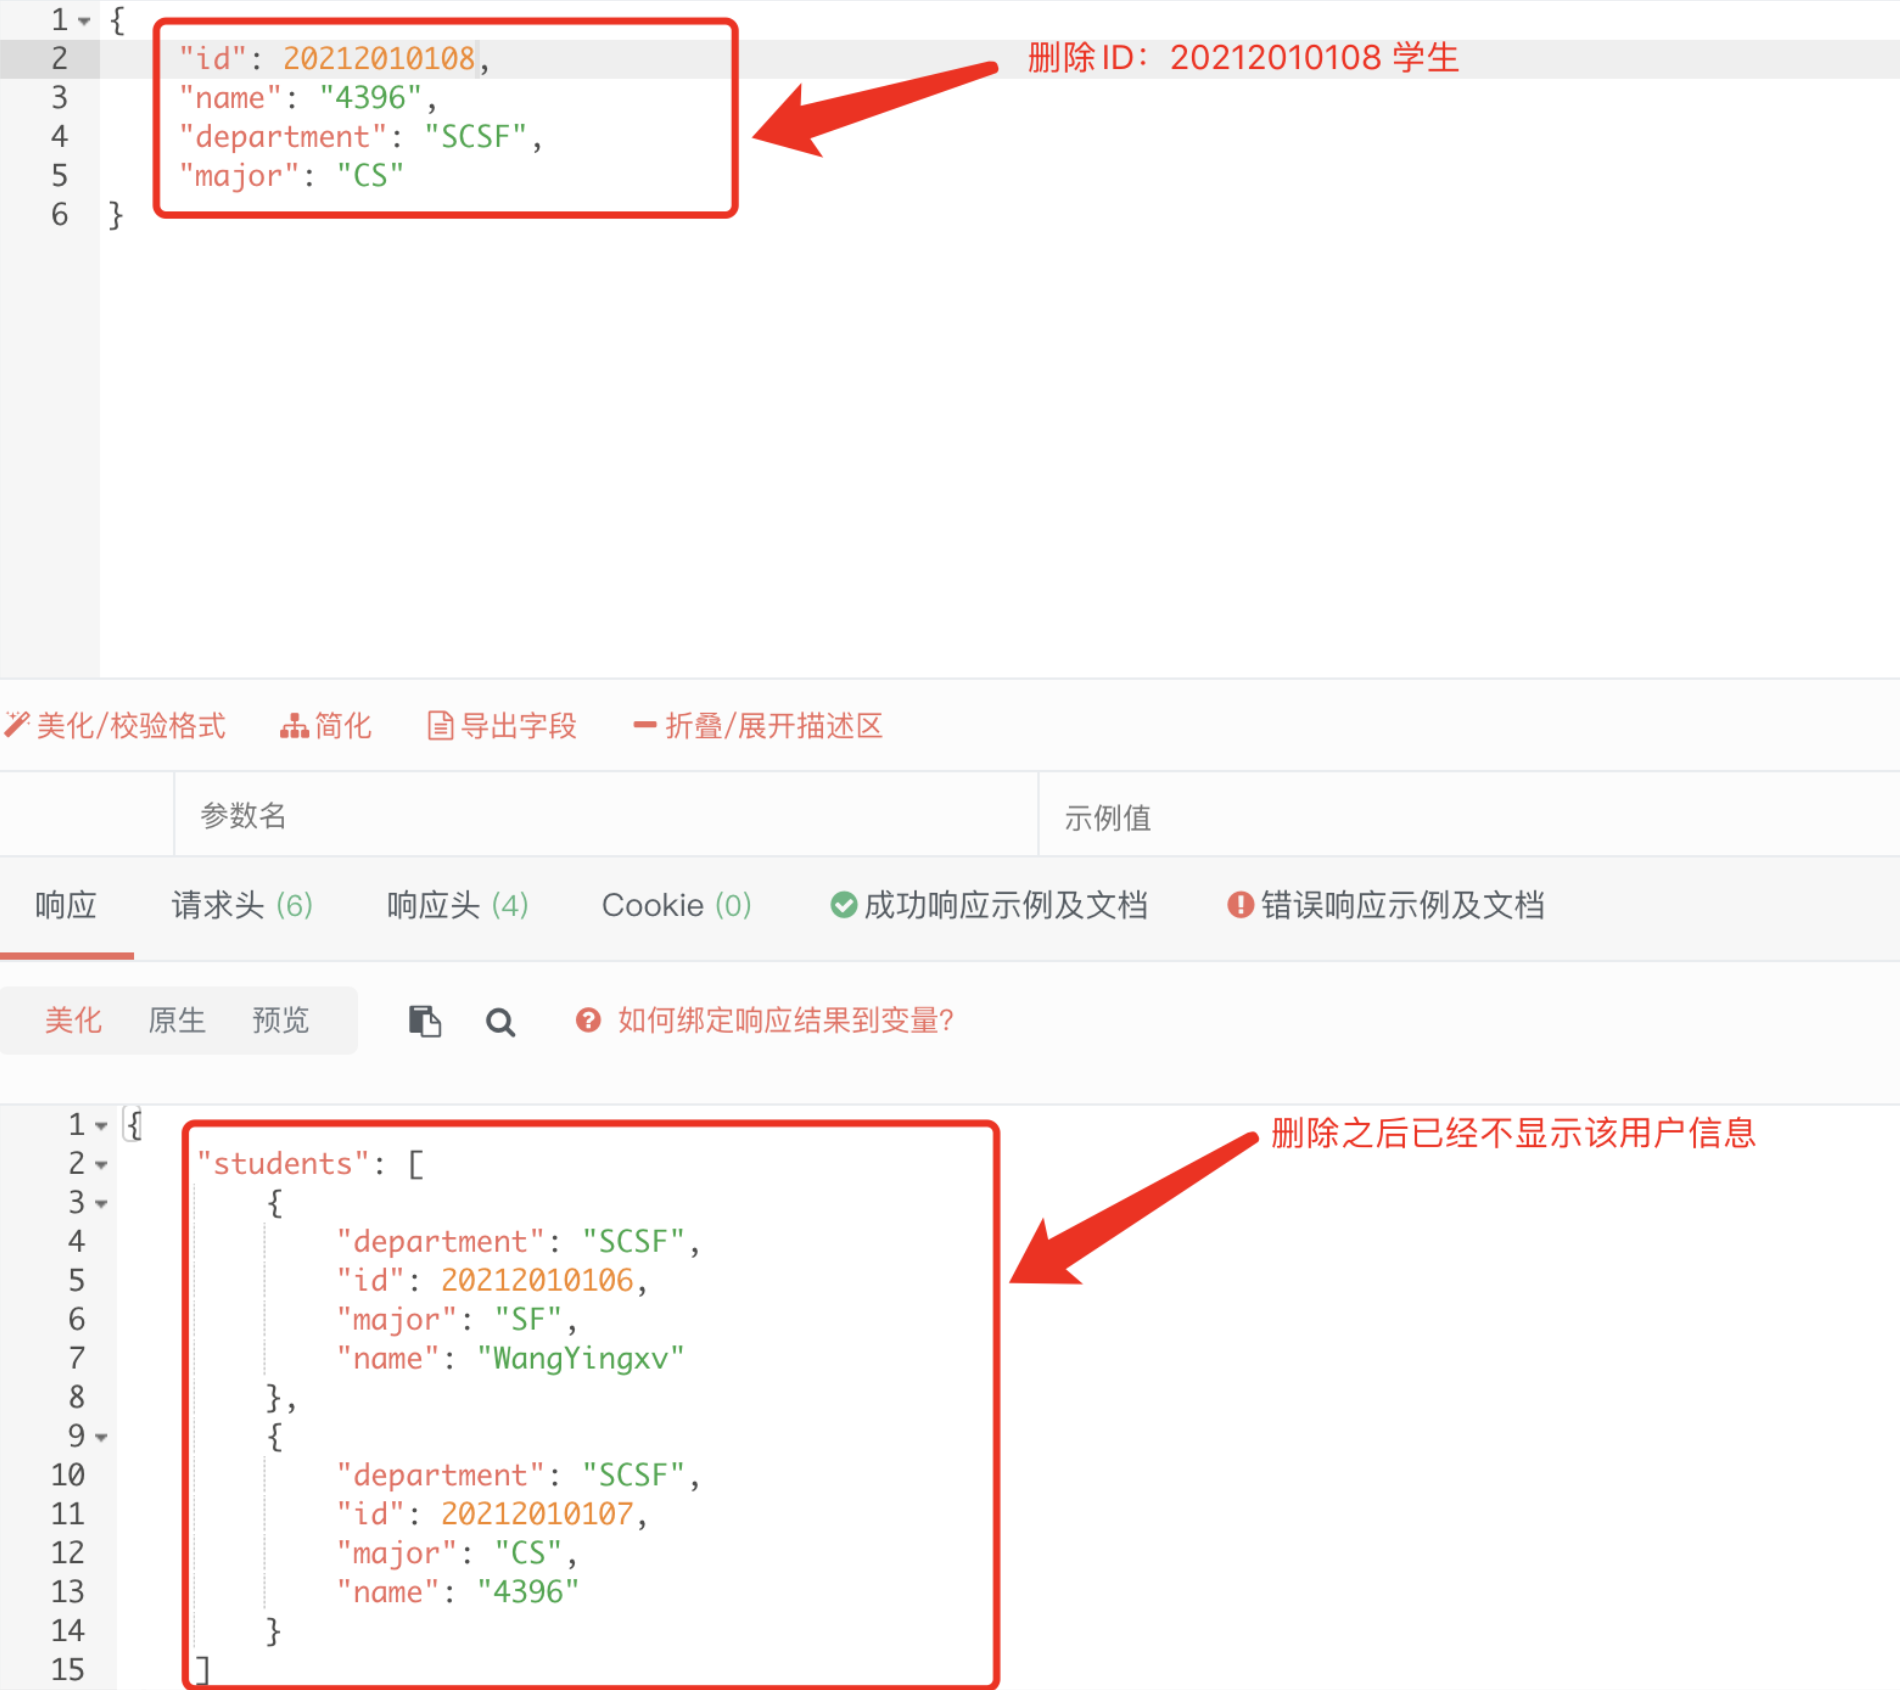 1 {
2 "id": 20212010108,
删除ID：20212010108 学生
3 "name": "4396",
4 "department": "SCSF",
5 "major": "CS"
6 }
美化/校验格式 简化 导出字段 折叠/展开描述区
参数名 示例值
响应 请求头 (6) 响应头 (4) Cookie (0) 成功响应示例及文档 错误响应示例及文档
美化 原生 预览 如何绑定响应结果到变量?
1 {
删除之后已经不显示该用户信息
2 "students": [
3 {
4 "department": "SCSF",
5 "id": 20212010106,
6 "major": "SF",
7 "name": "WangYingxv"
8 },
9 {
10 "department": "SCSF",
11 "id": 20212010107,
12 "major": "CS",
13 "name": "4396"
14 }
15 ]